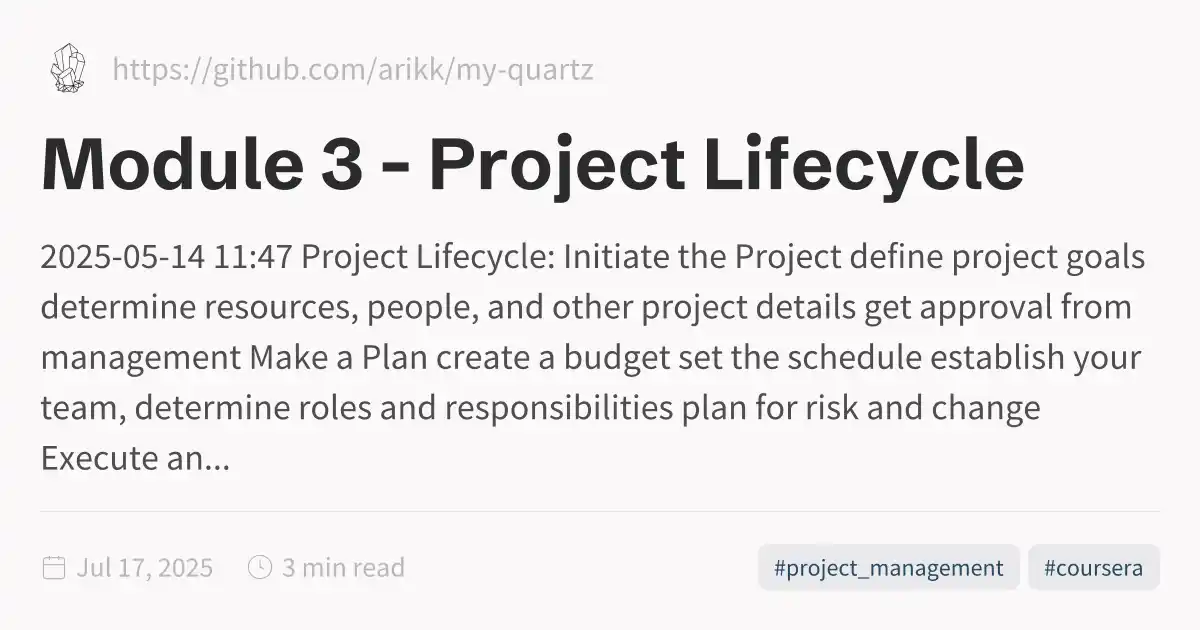 https://github.com/arikk/my-quartz
Module 3 - Project Lifecycle
2025-05-14 11:47 Project Lifecycle: Initiate the Project define project goals
determine resources, people, and other project details get approval from
management Make a Plan create a budget set the schedule establish your
team, determine roles and responsibilities plan for risk and change
Execute an...
Jul 17, 2025 3 min read #project_management #coursera